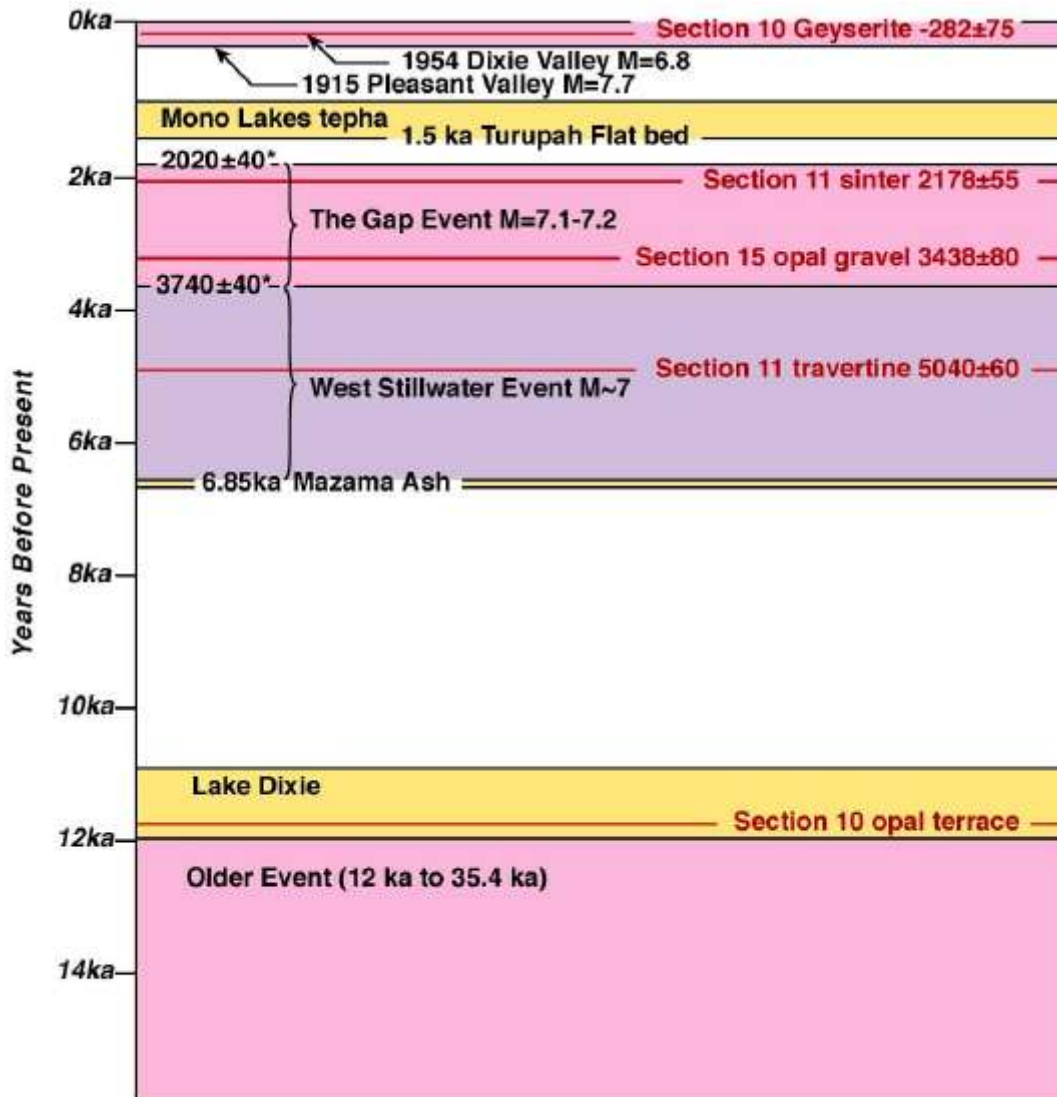 0ka
Section 10 Geyserite -282±75
1954 Dixie Valley M=6.8
1915 Pleasant Valley M=7.7
Mono Lakes tepha
1.5 ka Turupah Flat bed
2020±40*
2ka
Section 11 sinter 2178±55
The Gap Event M=7.1-7.2
Section 15 opal gravel 3438±80
3740±40*
4ka
Section 11 travertine 5040±60
West Stillwater Event M~7
6ka
6.85ka Mazama Ash
Years Before Present
8ka
10ka
Lake Dixie
Section 10 opal terrace
12ka
Older Event (12 ka to 35.4 ka)
14ka